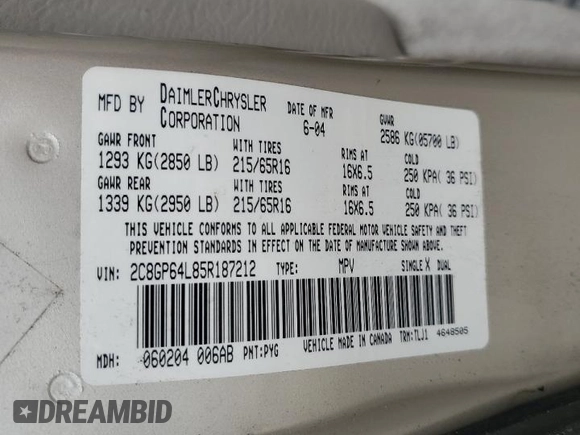 MFD BY DAIMLERCHRYSLER CORPORATION
DATE OF MFR 6-04
GVWR 2586 KG(05700 LB)
GAWR FRONT WITH TIRES RIMS AT COLD
1293 KG(2850 LB) 215/65R16 16X6.5 250 KPA( 36 PSI)
GAWR REAR WITH TIRES RIMS AT COLD
1339 KG(2950 LB) 215/65R16 16X6.5 250 KPA( 36 PSI)
THIS VEHICLE CONFORMS TO ALL APPLICABLE FEDERAL MOTOR VEHICLE SAFETY AND THEFT
PREVENTION STANDARDS IN EFFECT ON THE DATE OF MANUFACTURE SHOWN ABOVE.
VIN: 2C8GP64L85R187212 TYPE: MPV SINGLE X DUAL
MDH: 060204 006AB PNT:PYG VEHICLE MADE IN CANADA TRM:TLJ1 4648505
DREAMBID